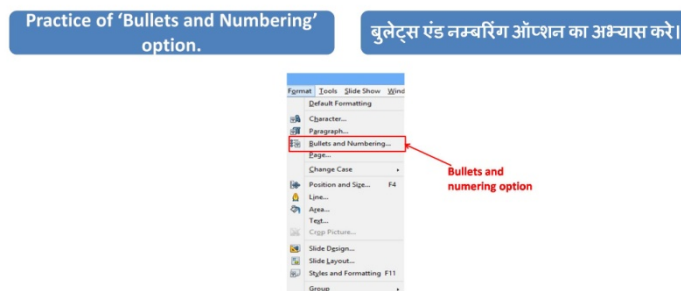 Practice of ‘Bullets and Numbering’
option.
बुलेट्स एंड नम्बरिंग ऑप्शन का अभ्यास करे।
Format Tools Slide Show Wind
Default Formatting
Character...
Paragraph...
Bullets and Numbering...
Page...
Change Case
Position and Size... F4
Line...
Area...
Text...
Crop Picture...
Slide Design...
Slide Layout...
Styles and Formatting F11
Group
Bullets and
numering option